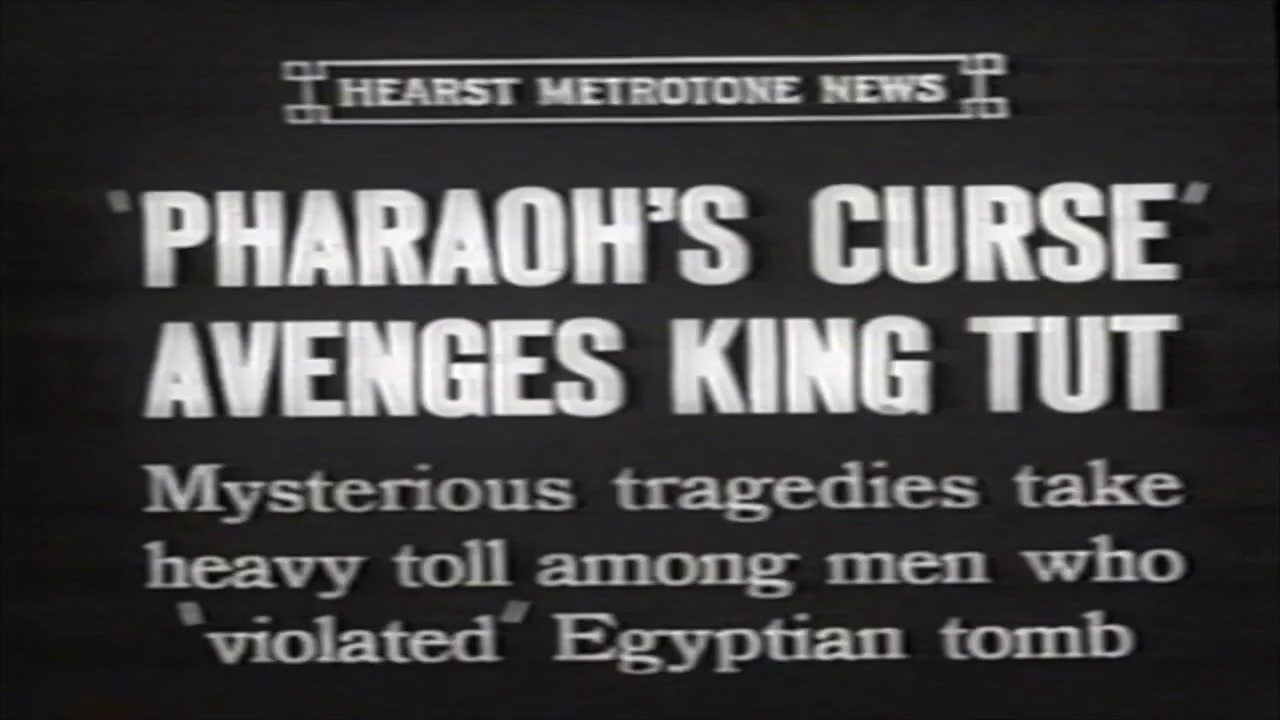 HEARST METROTONE NEWS
"PHARAOH'S CURSE"
AVENGES KING TUT
Mysterious tragedies take
heavy toll among men who
"violated" Egyptian tomb